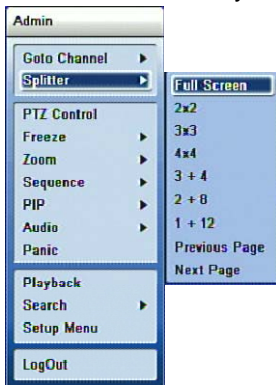 Admin
Goto Channel
Splitter
PTZ Control
Freeze
Zoom
Sequence
PIP
Audio
Panic
Playback
Search
Setup Menu
LogOut
Full Screen
2x2
3x3
4x4
3 + 4
2 + 8
1 + 12
Previous Page
Next Page